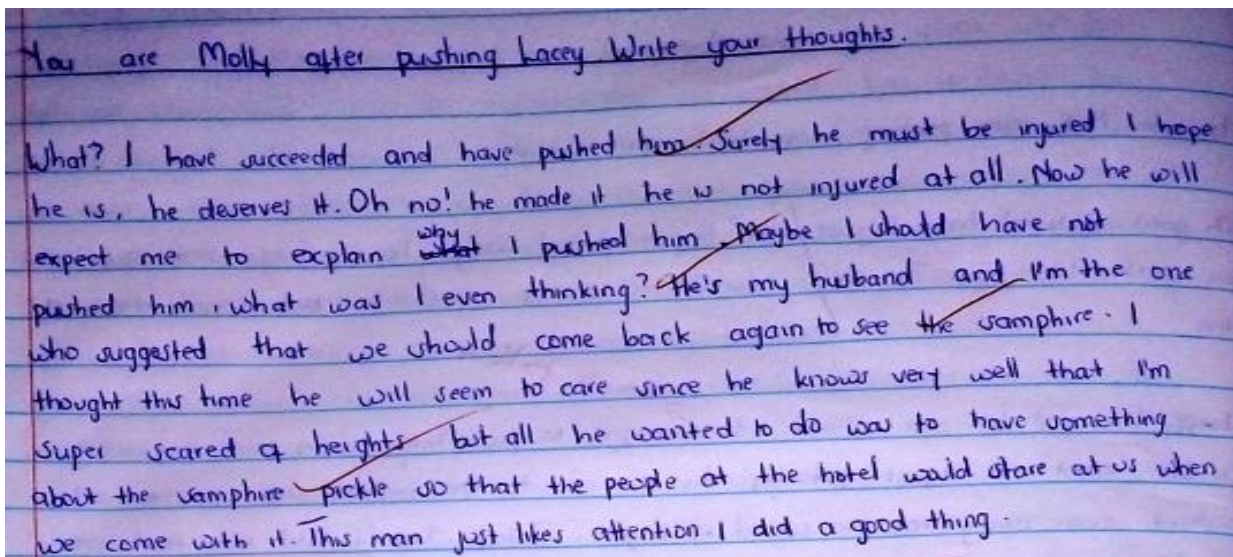 You are Molly after pushing Lacey Write your thoughts.
What? I have succeeded and have pushed him. Surely he must be injured I hope
he is, he deserves it. Oh no! he made it he is not injured at all. Now he will
expect me to explain why I pushed him. Maybe I should have not
pushed him, what was I even thinking? He's my husband and I'm the one
who suggested that we should come back again to see the samphire. I
thought this time he will seem to care since he knows very well that I'm
super scared of heights but all he wanted to do was to have something
about the samphire pickle so that the people at the hotel would stare at us when
we come with it. This man just likes attention I did a good thing.